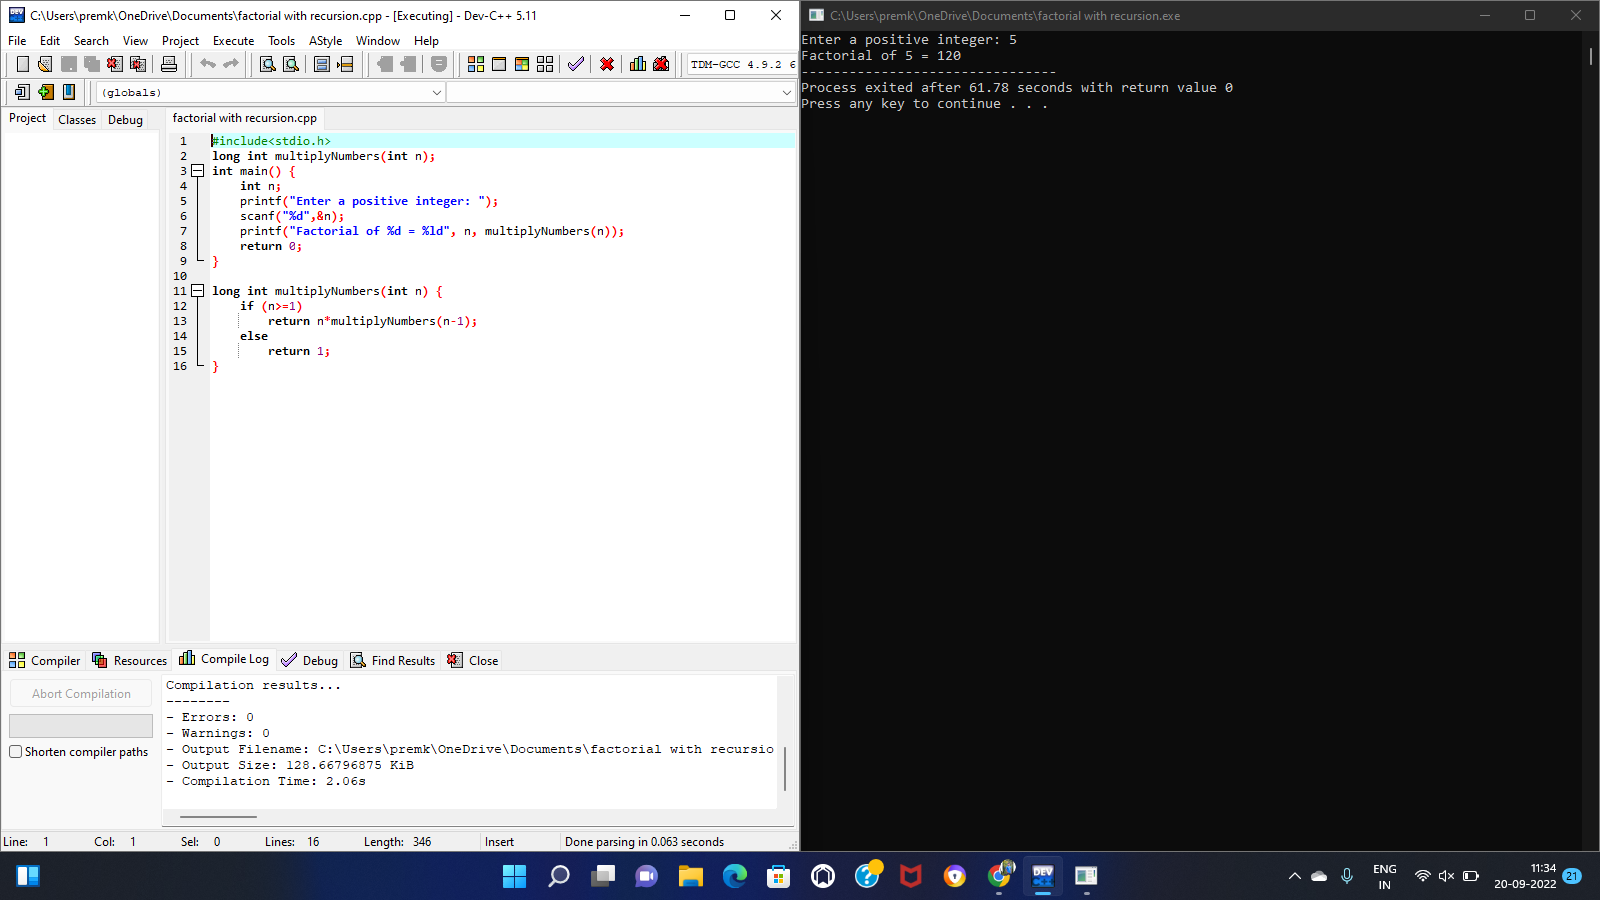 C:\Users\premk\OneDrive\Documents\factorial with recursion.cpp - [Executing] - Dev-C++ 5.11
File Edit Search View Project Execute Tools AStyle Window Help
TDM-GCC 4.9.2 6
(globals)
Project Classes Debug
factorial with recursion.cpp
1 #include<stdio.h>
2 long int multiplyNumbers(int n);
3 int main() {
4 int n;
5 printf("Enter a positive integer: ");
6 scanf("%d",&n);
7 printf("Factorial of %d = %ld", n, multiplyNumbers(n));
8 return 0;
9 }
10
11 long int multiplyNumbers(int n) {
12 if (n>=1)
13 return n*multiplyNumbers(n-1);
14 else
15 return 1;
16 }
Compiler Resources Compile Log Debug Find Results Close
Abort Compilation
Shorten compiler paths
Compilation results...
--------
- Errors: 0
- Warnings: 0
- Output Filename: C:\Users\premk\OneDrive\Documents\factorial with recursio
- Output Size: 128.66796875 KiB
- Compilation Time: 2.06s
Line: 1 Col: 1 Sel: 0 Lines: 16 Length: 346 Insert Done parsing in 0.063 seconds
C:\Users\premk\OneDrive\Documents\factorial with recursion.exe
Enter a positive integer: 5
Factorial of 5 = 120
--------------------------------
Process exited after 61.78 seconds with return value 0
Press any key to continue . . .
DEV
ENG
IN
11:34
20-09-2022
21